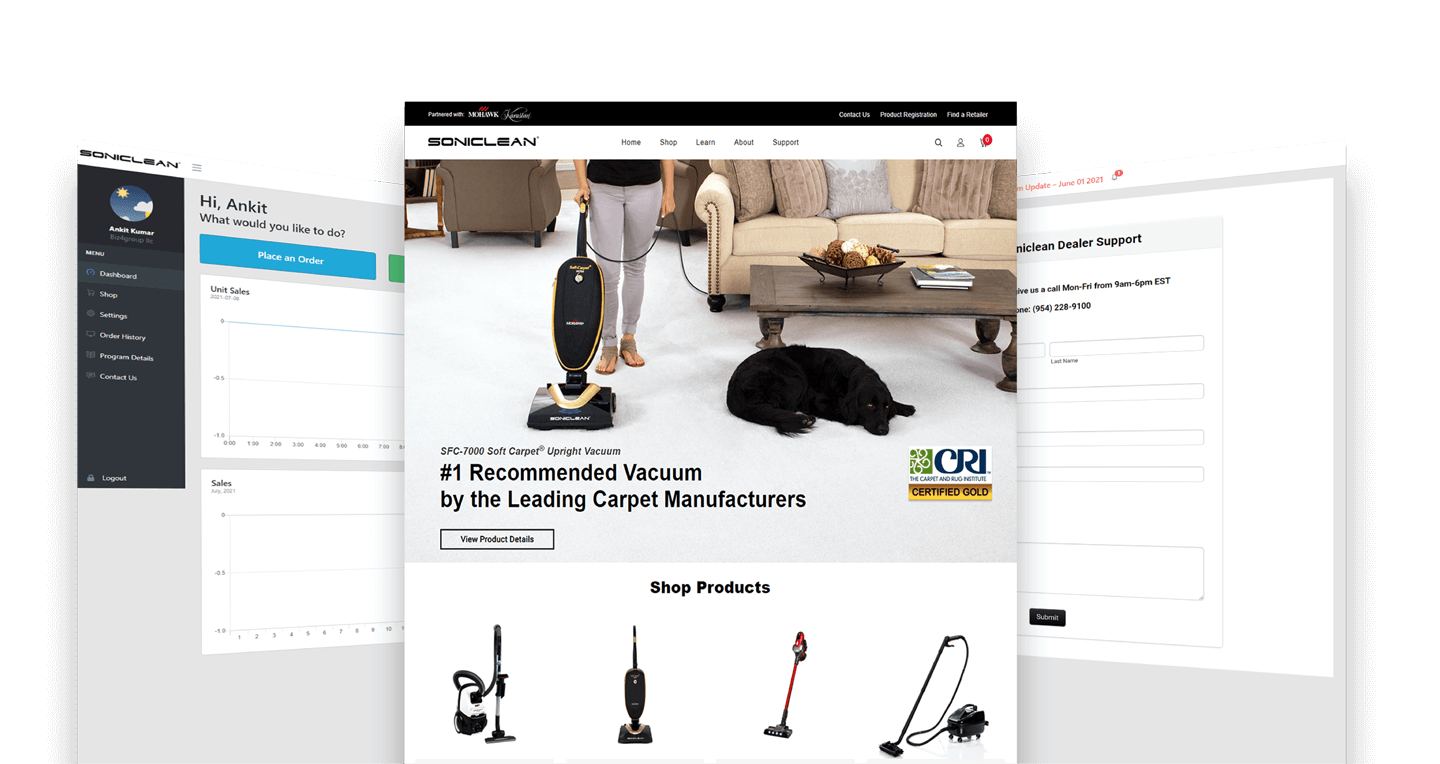 SONICLEAN
Ankit Kumar
Biz4group llc
MENU
Dashboard
Shop
Settings
Order History
Program Details
Contact Us
Logout
Hi, Ankit
What would you like to do?
Place an Order
Unit Sales
2021-07-06
0
-0.5
-1.0
0:00 1:00 2:00 3:00 4:00 5:00 6:00 7:00
Sales
July, 2021
0
-0.5
-1.0
1 2 3 4 5 6 7 8 9 10
Partnered with: MOHAWK Karastan
Contact Us Product Registration Find a Retailer
SONICLEAN®
Home Shop Learn About Support
0
Soft Carpet
MOHAWK
SONICLEAN
SFC-7000 Soft Carpet® Upright Vacuum
#1 Recommended Vacuum
by the Leading Carpet Manufacturers
View Product Details
CRI™
THE CARPET AND RUG INSTITUTE
CERTIFIED GOLD
Shop Products
m Update - June 01 2021
1
niclean Dealer Support
ive us a call Mon-Fri from 9am-6pm EST
one: (954) 228-9100
Last Name
Submit